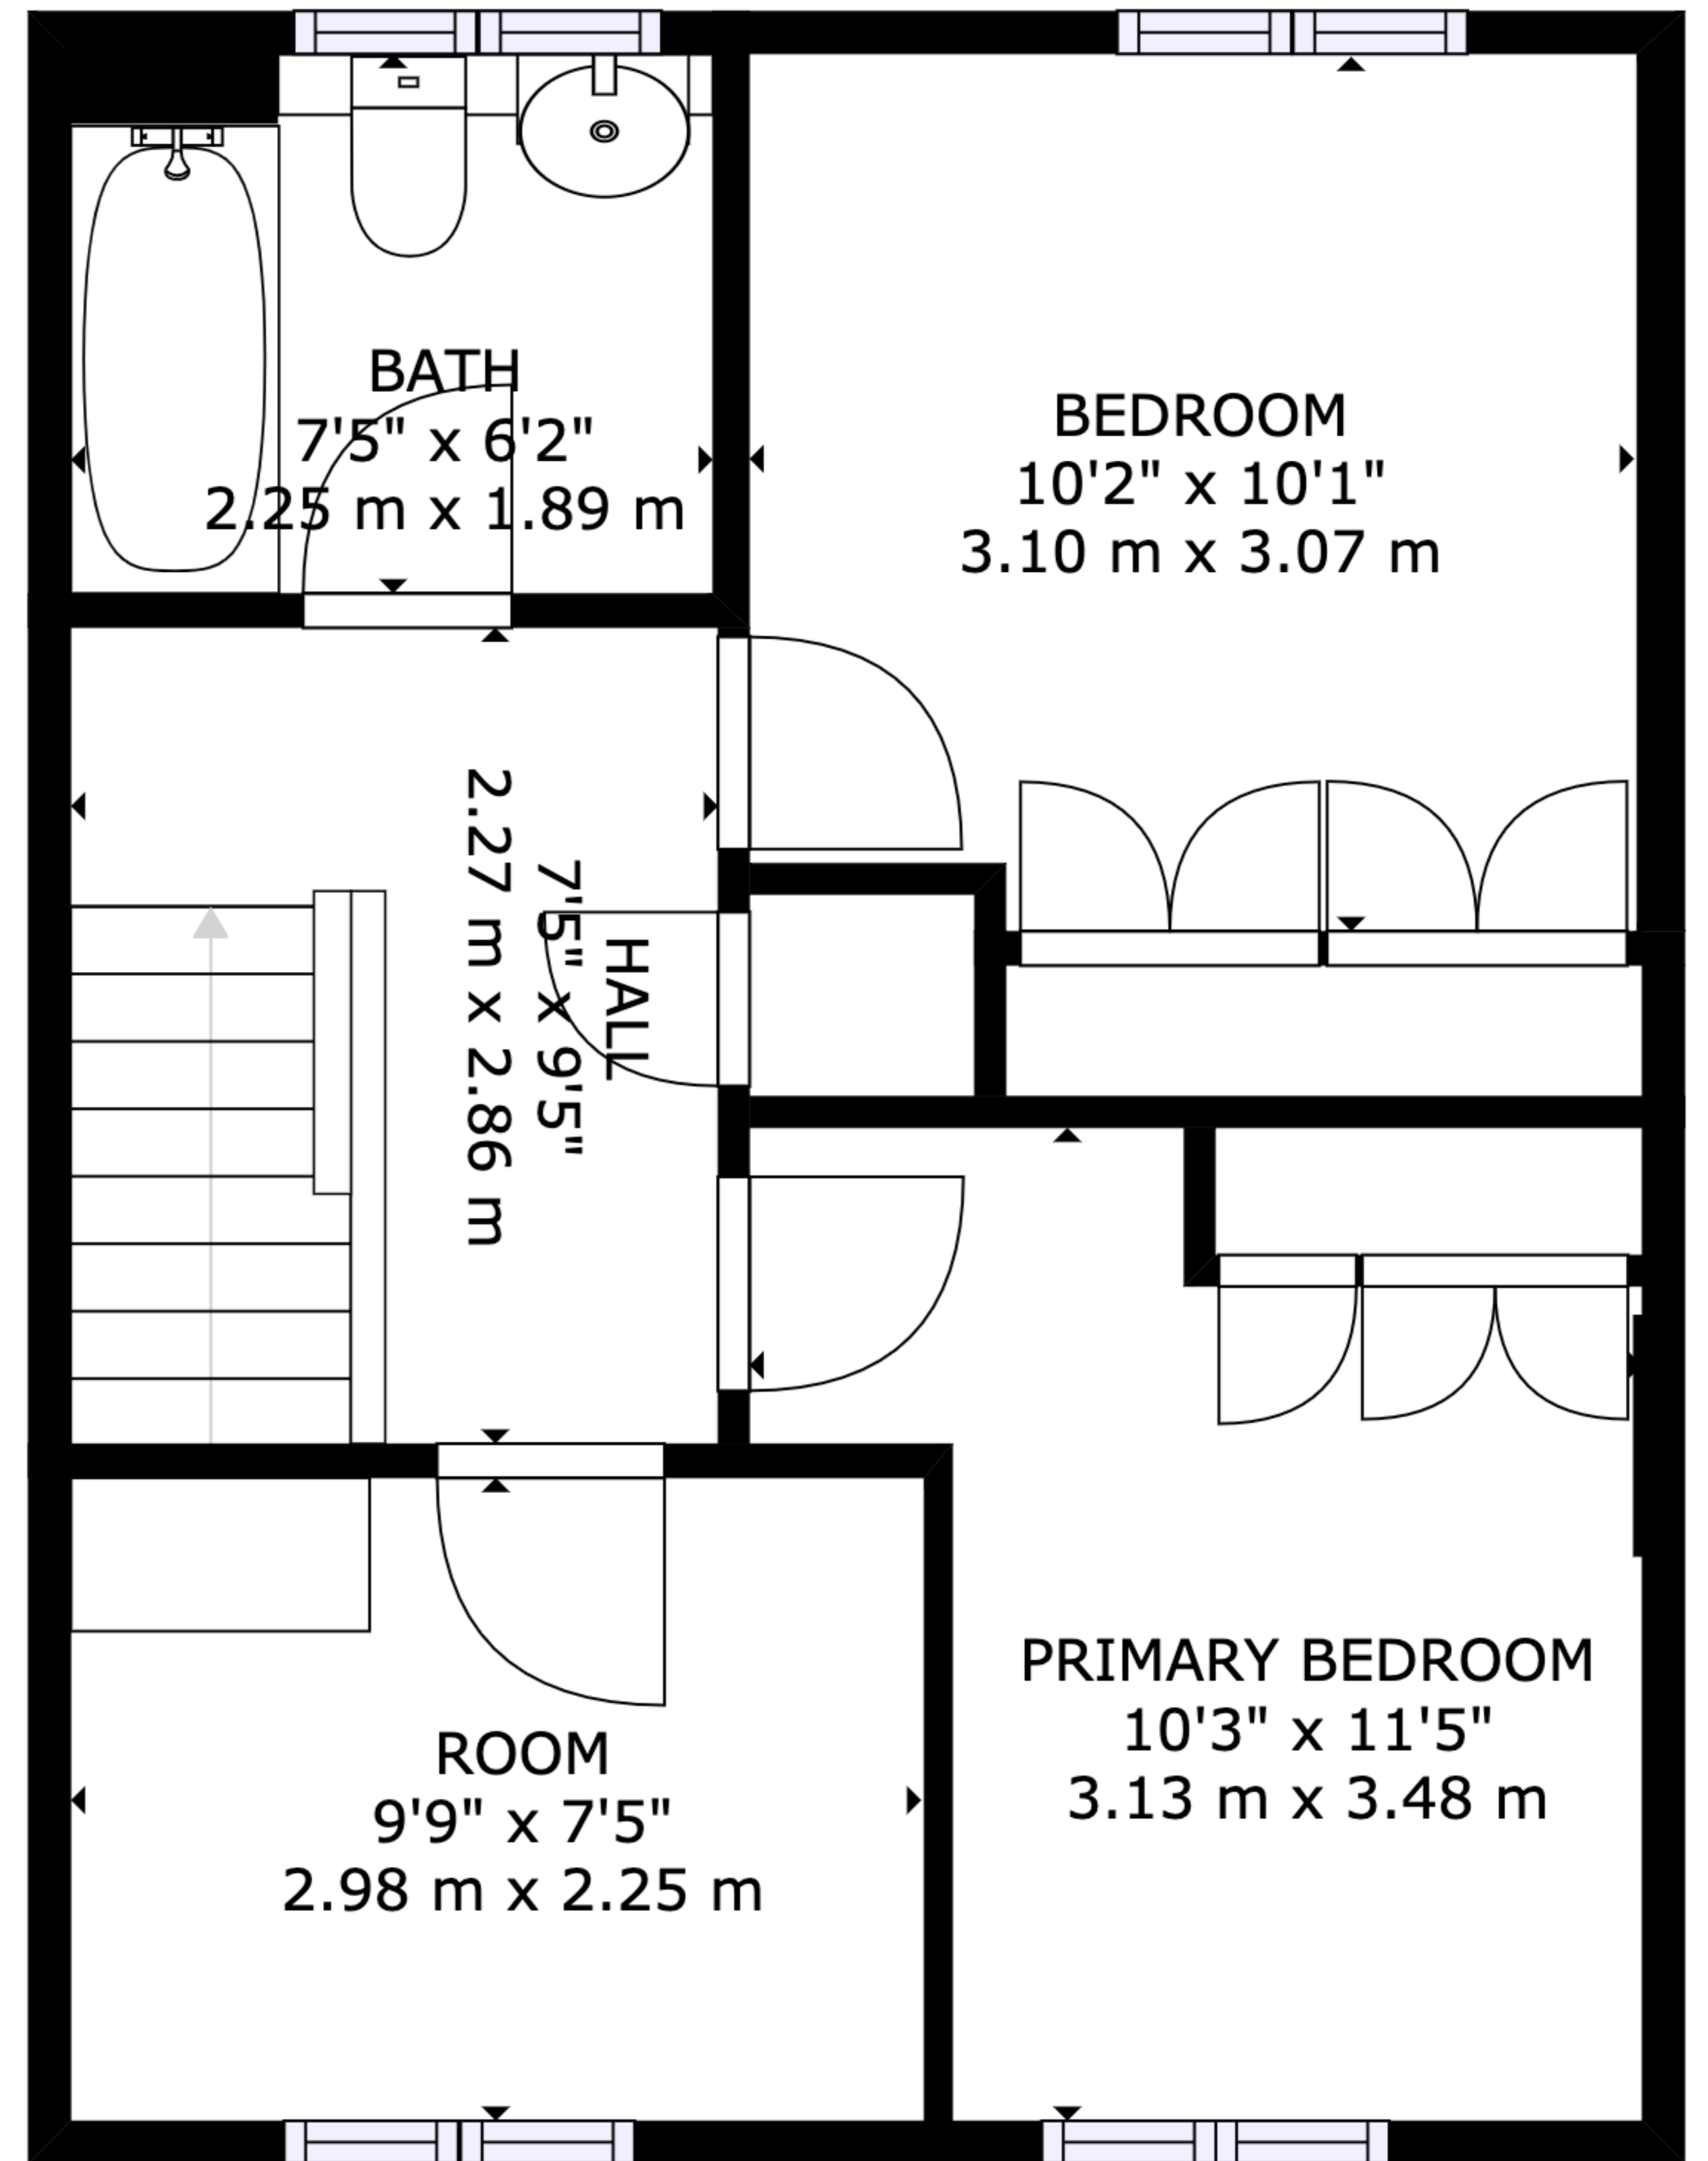 BATH
7'5" x 6'2"
2.25 m x 1.89 m
BEDROOM
10'2" x 10'1"
3.10 m x 3.07 m
HALL
7'5" x 9'5"
2.27 m x 2.86 m
PRIMARY BEDROOM
10'3" x 11'5"
3.13 m x 3.48 m
ROOM
9'9" x 7'5"
2.98 m x 2.25 m